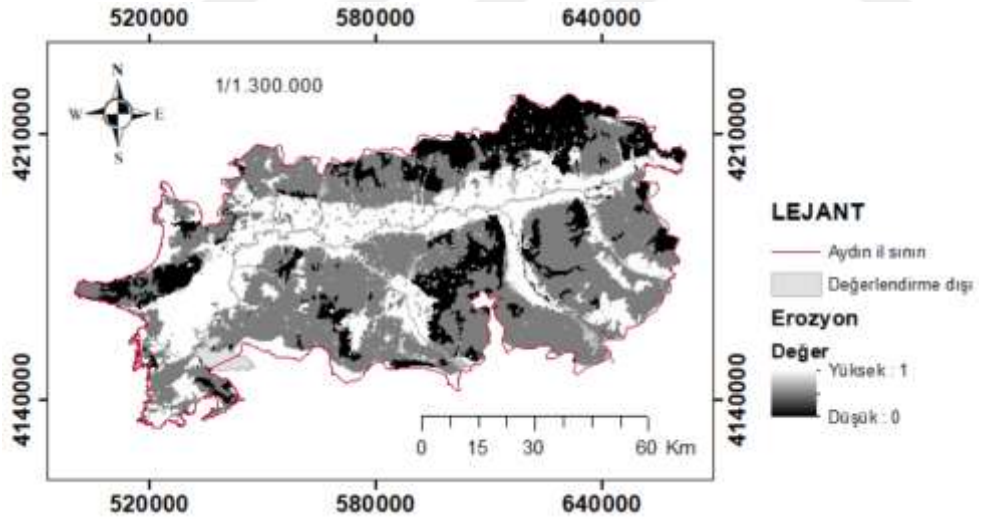 520000 580000 640000
N
W E
S
1/1.300.000
4210000 4210000
4140000 4140000
LEJANT
Aydın il sınırı
Değerlendirme dışı
Erozyon
Değer
Yüksek : 1
Düşük : 0
0 15 30 60 Km
520000 580000 640000